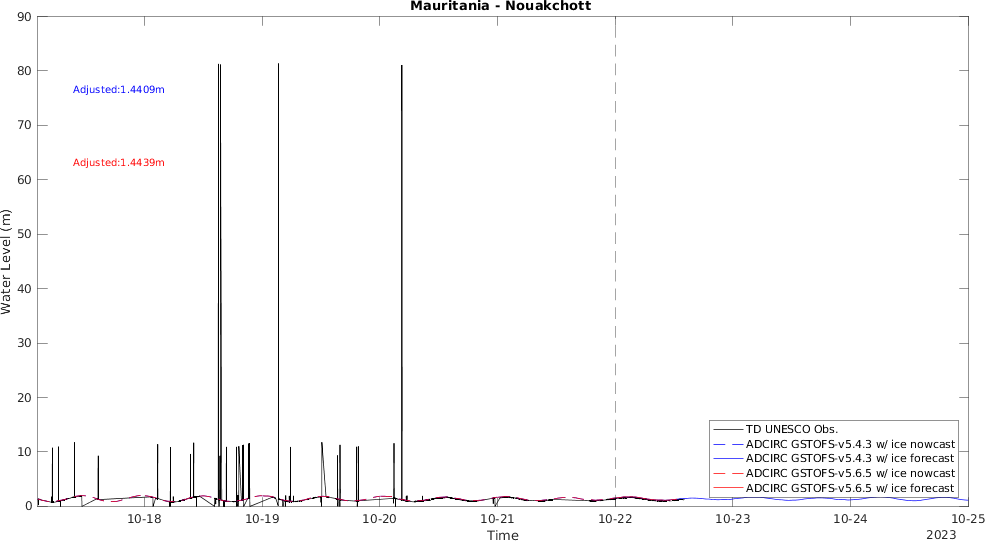 Mauritania - Nouakchott
90
80
70
60
50
40
30
20
10
0
Water Level (m)
Adjusted:1.4409m
Adjusted:1.4439m
TD UNESCO Obs.
ADCIRC GSTOFS-v5.4.3 w/ ice nowcast
ADCIRC GSTOFS-v5.4.3 w/ ice forecast
ADCIRC GSTOFS-v5.6.5 w/ ice nowcast
ADCIRC GSTOFS-v5.6.5 w/ ice forecast
10-18 10-19 10-20 10-21 10-22 10-23 10-24 10-25
Time
2023